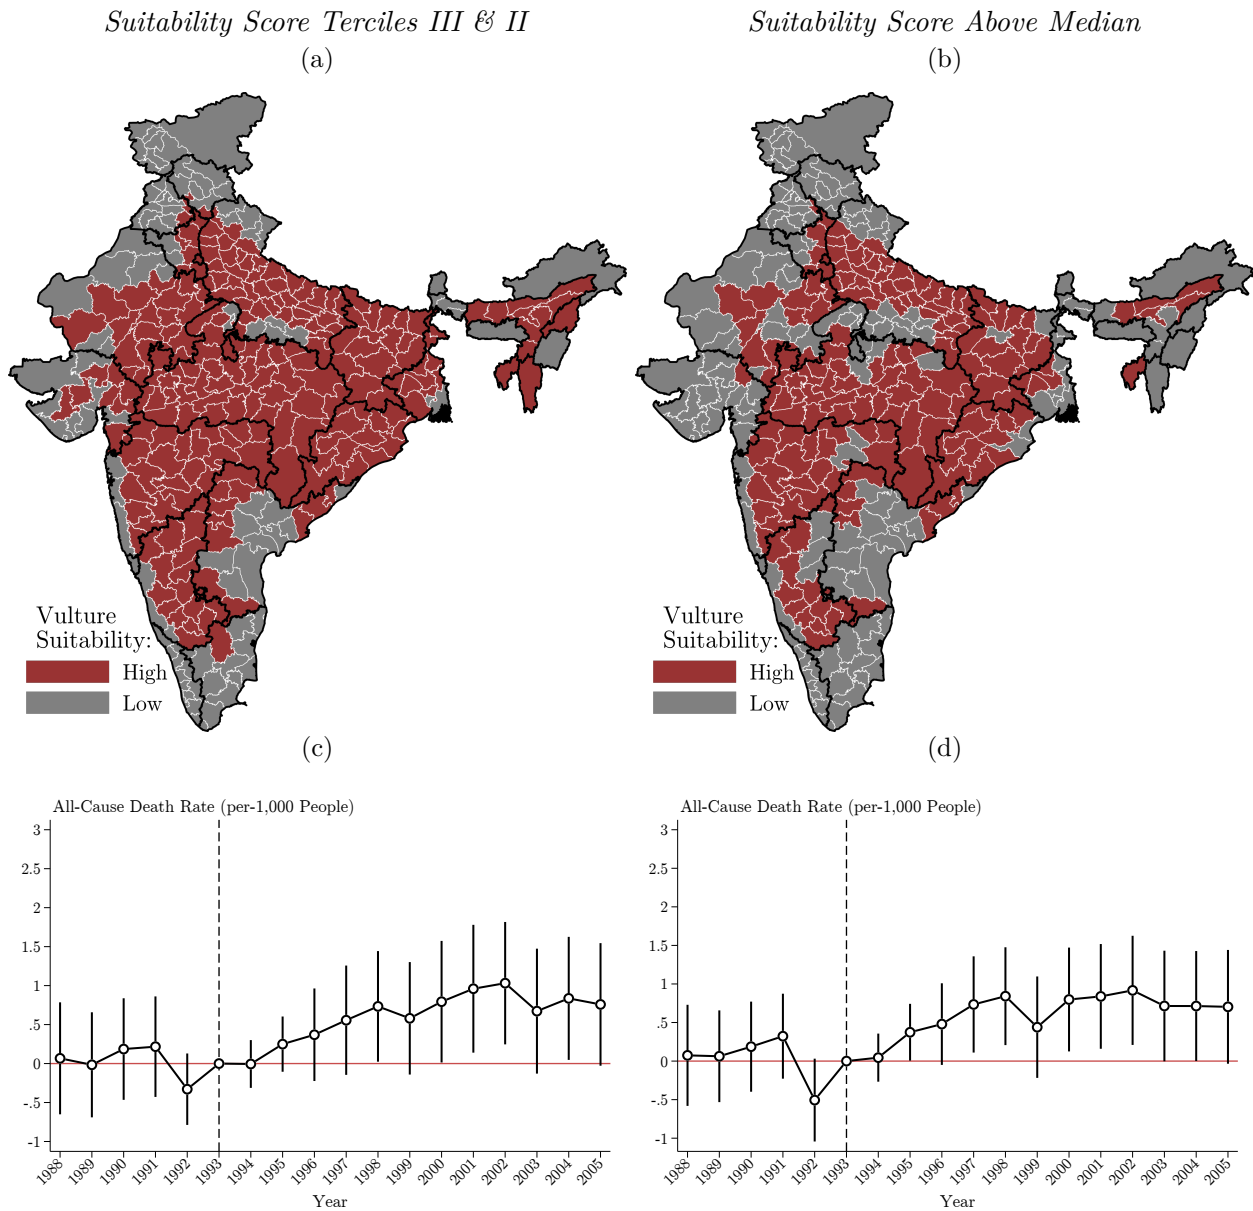 Suitability Score Terciles III & II
(a)
Vulture
Suitability:
High
Low
Suitability Score Above Median
(b)
Vulture
Suitability:
High
Low
(c)
All-Cause Death Rate (per-1,000 People)
3
2.5
2
1.5
1
.5
0
-.5
-1
1988 1989 1990 1991 1992 1993 1994 1995 1996 1997 1998 1999 2000 2001 2002 2003 2004 2005
Year
(d)
All-Cause Death Rate (per-1,000 People)
3
2.5
2
1.5
1
.5
0
-.5
-1
1988 1989 1990 1991 1992 1993 1994 1995 1996 1997 1998 1999 2000 2001 2002 2003 2004 2005
Year